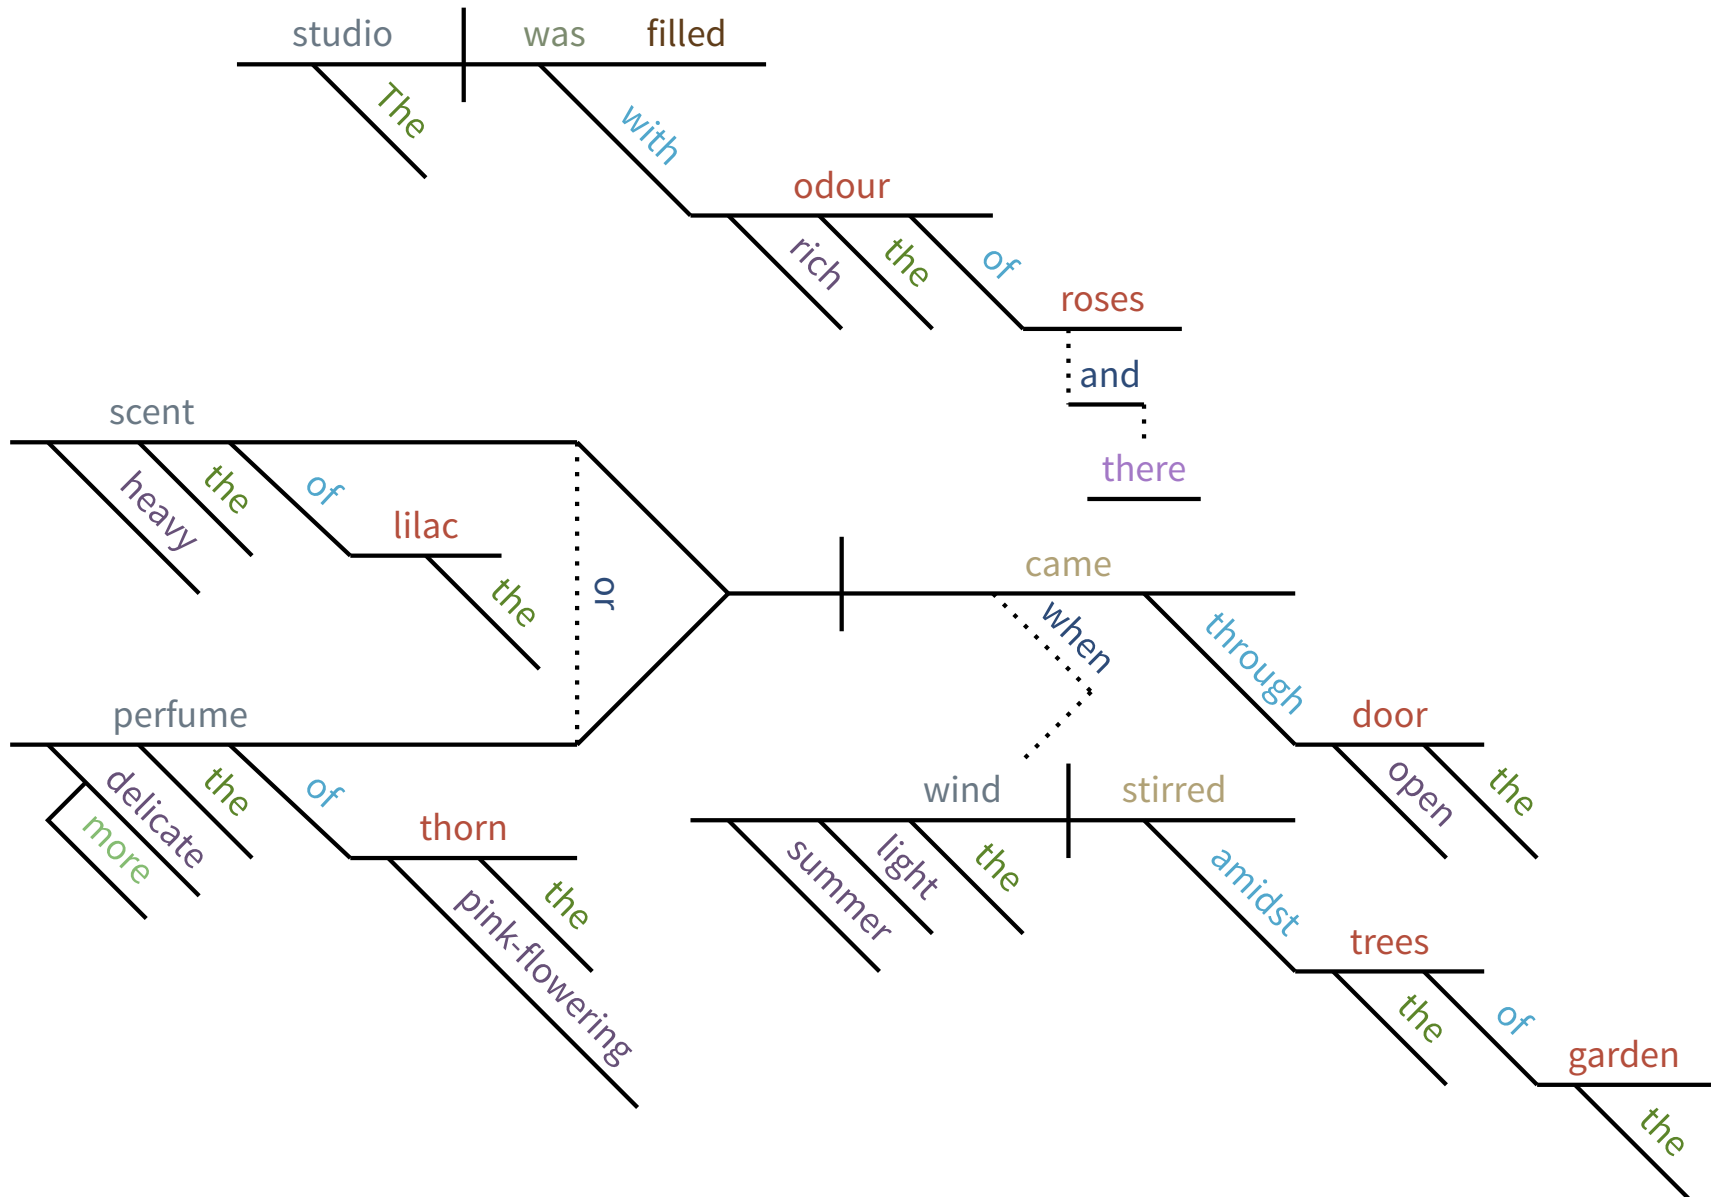 studio was filled
The
with
odour
rich the of
roses
and
scent
there
heavy the of
lilac
the
or
came
when
through
perfume
door
delicate the of
more
thorn
open the
wind stirred
pink-flowering the
summer light the
amidst
trees
the of
garden
the